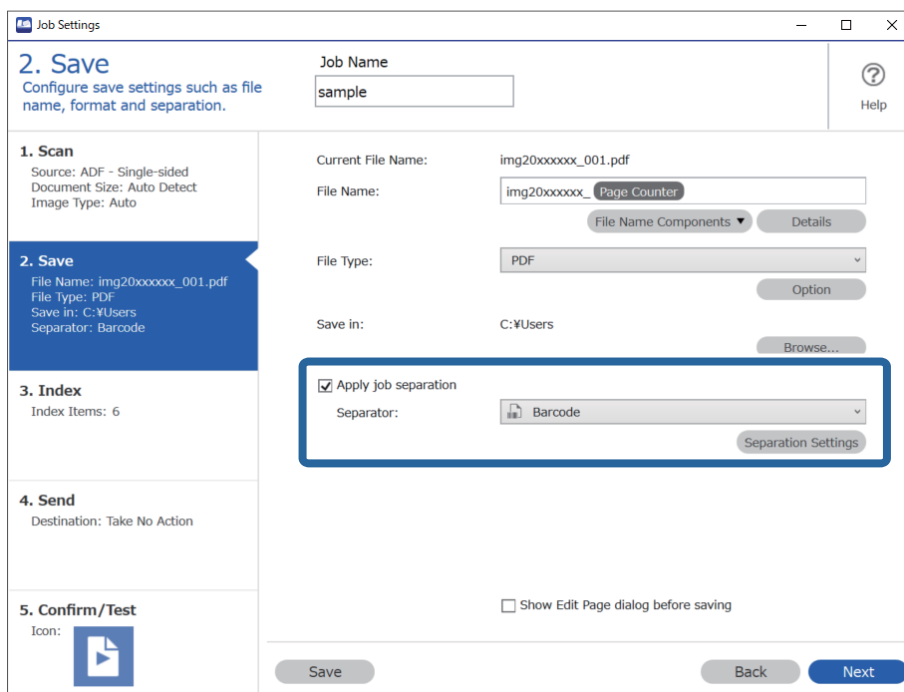 Job Settings
2. Save
Configure save settings such as file
name, format and separation.
Job Name
sample
Help
1. Scan
Source: ADF - Single-sided
Document Size: Auto Detect
Image Type: Auto
2. Save
File Name: img20xxxxxx_001.pdf
File Type: PDF
Save in: C:¥Users
Separator: Barcode
3. Index
Index Items: 6
4. Send
Destination: Take No Action
5. Confirm/Test
Icon:
Current File Name: img20xxxxxx_001.pdf
File Name: img20xxxxxx_ Page Counter
File Name Components ▼ Details
File Type: PDF
Option
Save in: C:¥Users
Browse...
Apply job separation
Separator: Barcode
Separation Settings
Show Edit Page dialog before saving
Save Back Next